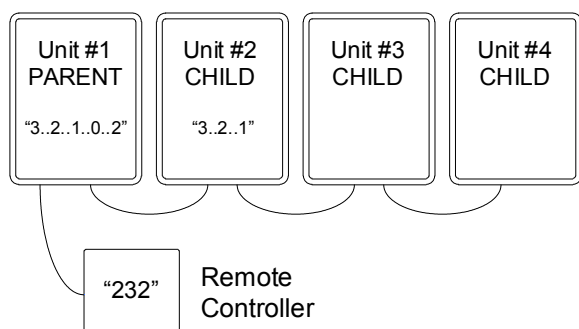 Unit #1
PARENT
“3..2..1..0..2”
Unit #2
CHILD
“3..2..1”
Unit #3
CHILD
Unit #4
CHILD
“232”
Remote
Controller